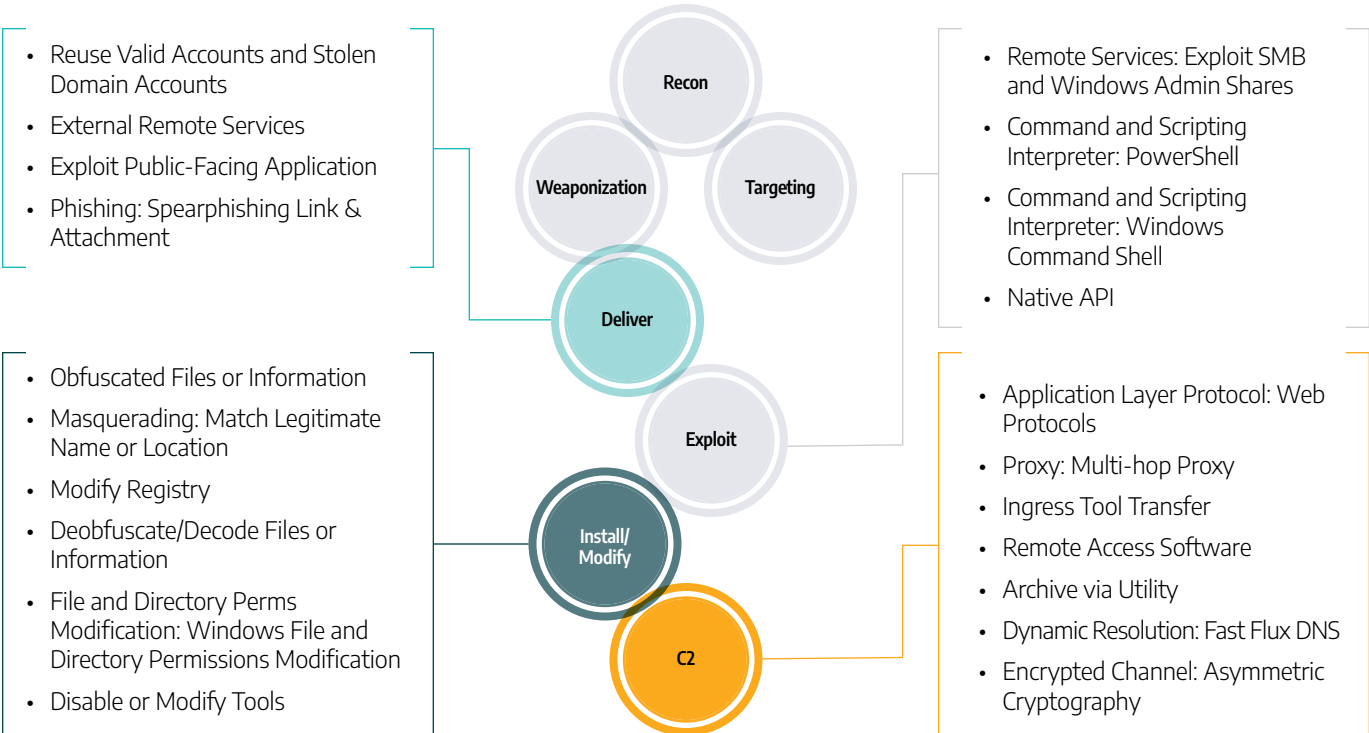 • Reuse Valid Accounts and Stolen
Domain Accounts
• External Remote Services
• Exploit Public-Facing Application
• Phishing: Spearphishing Link &
Attachment
Recon
Weaponization
Targeting
Deliver
Exploit
Install/
Modify
C2
• Remote Services: Exploit SMB
and Windows Admin Shares
• Command and Scripting
Interpreter: PowerShell
• Command and Scripting
Interpreter: Windows
Command Shell
• Native API
• Obfuscated Files or Information
• Masquerading: Match Legitimate
Name or Location
• Modify Registry
• Deobfuscate/Decode Files or
Information
• File and Directory Perms
Modification: Windows File and
Directory Permissions Modification
• Disable or Modify Tools
• Application Layer Protocol: Web
Protocols
• Proxy: Multi-hop Proxy
• Ingress Tool Transfer
• Remote Access Software
• Archive via Utility
• Dynamic Resolution: Fast Flux DNS
• Encrypted Channel: Asymmetric
Cryptography